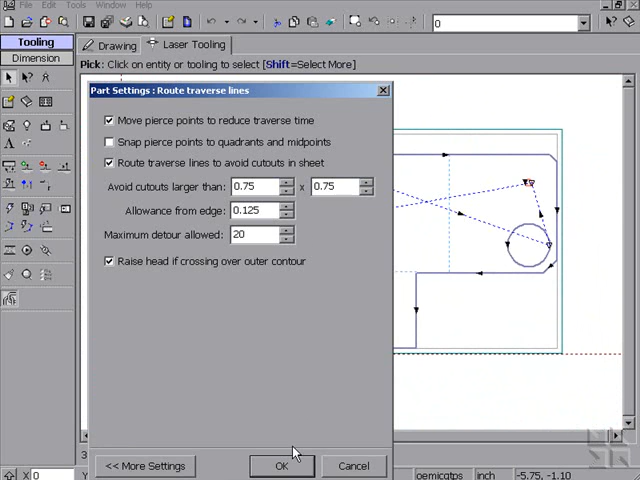 File Edit Tools Window Help
0
Tooling
Dimension
Drawing Laser Tooling
Pick: Click on entity or tooling to select [Shift=Select More]
Part Settings : Route traverse lines
Move pierce points to reduce traverse time
Snap pierce points to quadrants and midpoints
Route traverse lines to avoid cutouts in sheet
Avoid cutouts larger than: 0.75 x 0.75
Allowance from edge: 0.125
Maximum detour allowed: 20
Raise head if crossing over outer contour
<< More Settings OK Cancel
X 0 oemicgtps inch -5.75, -1.10